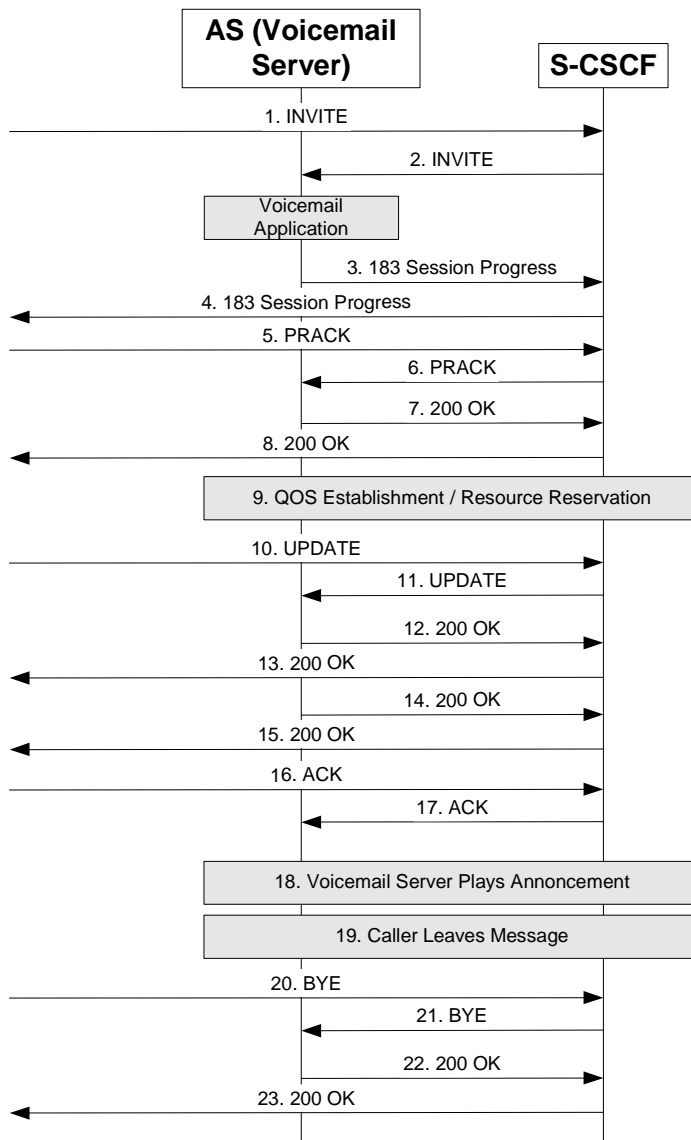 AS (Voicemail
Server)
S-CSCF
1. INVITE
2. INVITE
Voicemail
Application
3. 183 Session Progress
4. 183 Session Progress
5. PRACK
6. PRACK
7. 200 OK
8. 200 OK
9. QOS Establishment / Resource Reservation
10. UPDATE
11. UPDATE
12. 200 OK
13. 200 OK
14. 200 OK
15. 200 OK
16. ACK
17. ACK
18. Voicemail Server Plays Annoncement
19. Caller Leaves Message
20. BYE
21. BYE
22. 200 OK
23. 200 OK